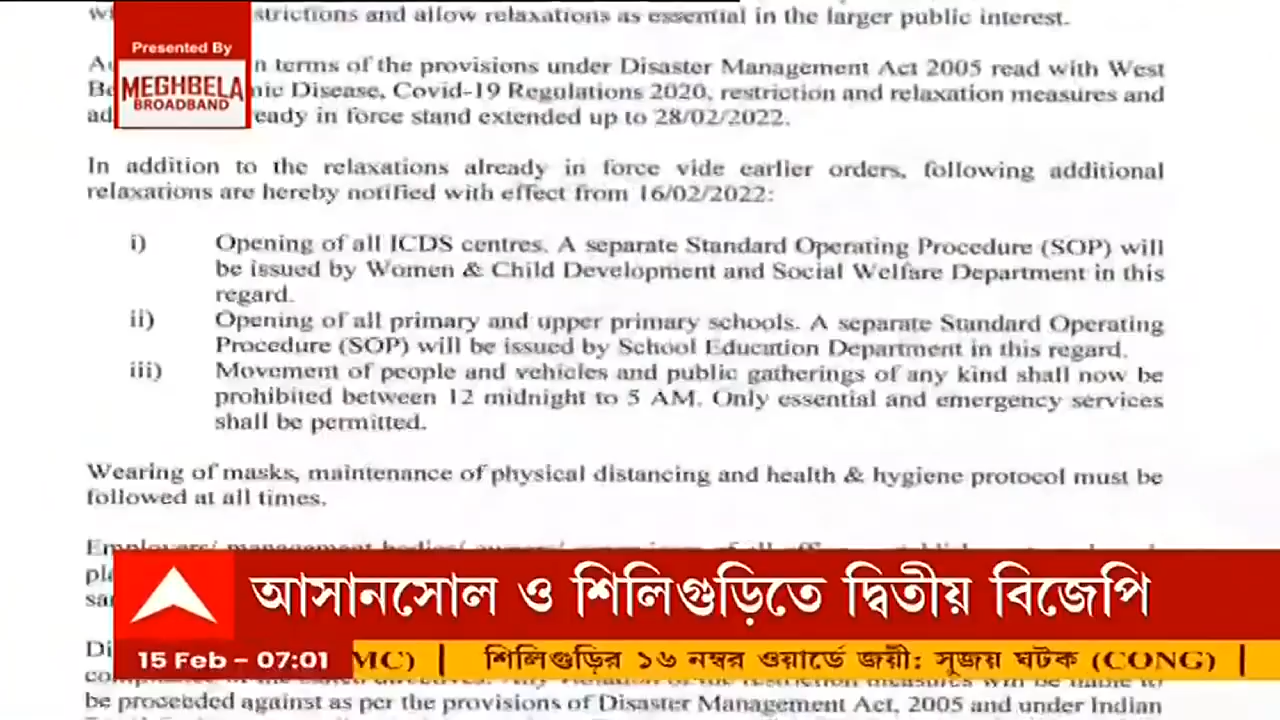 strictions and allow relaxations as essential in the larger public interest.
Presented By
MEGHBELA
BROADBAND
n terms of the provisions under Disaster Management Act 2005 read with West
Disease, Covid-19 Regulations 2020, restriction and relaxation measures and
eady in force stand extended up to 28/02/2022.
In addition to the relaxations already in force vide earlier orders, following additional
relaxations are hereby notified with effect from 16/02/2022:
i) Opening of all ICDS centres. A separate Standard Operating Procedure (SOP) will
be issued by Women & Child Development and Social Welfare Department in this
regard.
ii) Opening of all primary and upper primary schools. A separate Standard Operating
Procedure (SOP) will be issued by School Education Department in this regard.
iii) Movement of people and vehicles and public gatherings of any kind shall now be
prohibited between 12 midnight to 5 AM. Only essential and emergency services
shall be permitted.
Wearing of masks, maintenance of physical distancing and health & hygiene protocol must be
followed at all times.
আসানসোল ও শিলিগুড়িতে দ্বিতীয় বিজেপি
15 Feb - 07:01
MC) | শিলিগুড়ির ১৬ নম্বর ওয়ার্ডে জয়ী: সুজয় ঘটক (CONG) |
be proceeded against as per the provisions of Disaster Management Act, 2005 and under Indian